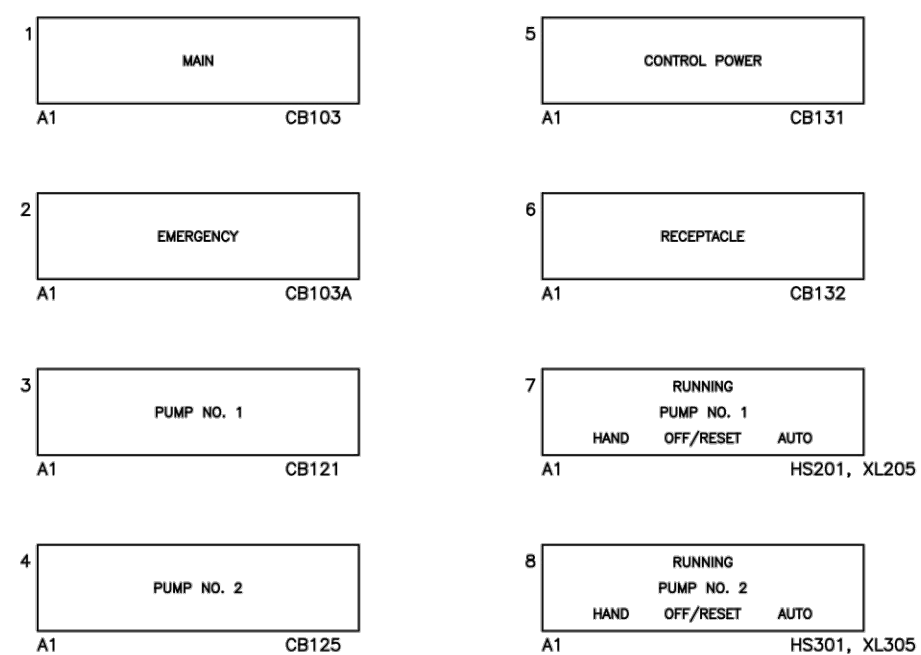 1
MAIN
A1 CB103
2
EMERGENCY
A1 CB103A
3
PUMP NO. 1
A1 CB121
4
PUMP NO. 2
A1 CB125
5
CONTROL POWER
A1 CB131
6
RECEPTACLE
A1 CB132
7
RUNNING
PUMP NO. 1
HAND OFF/RESET AUTO
A1 HS201, XL205
8
RUNNING
PUMP NO. 2
HAND OFF/RESET AUTO
A1 HS301, XL305